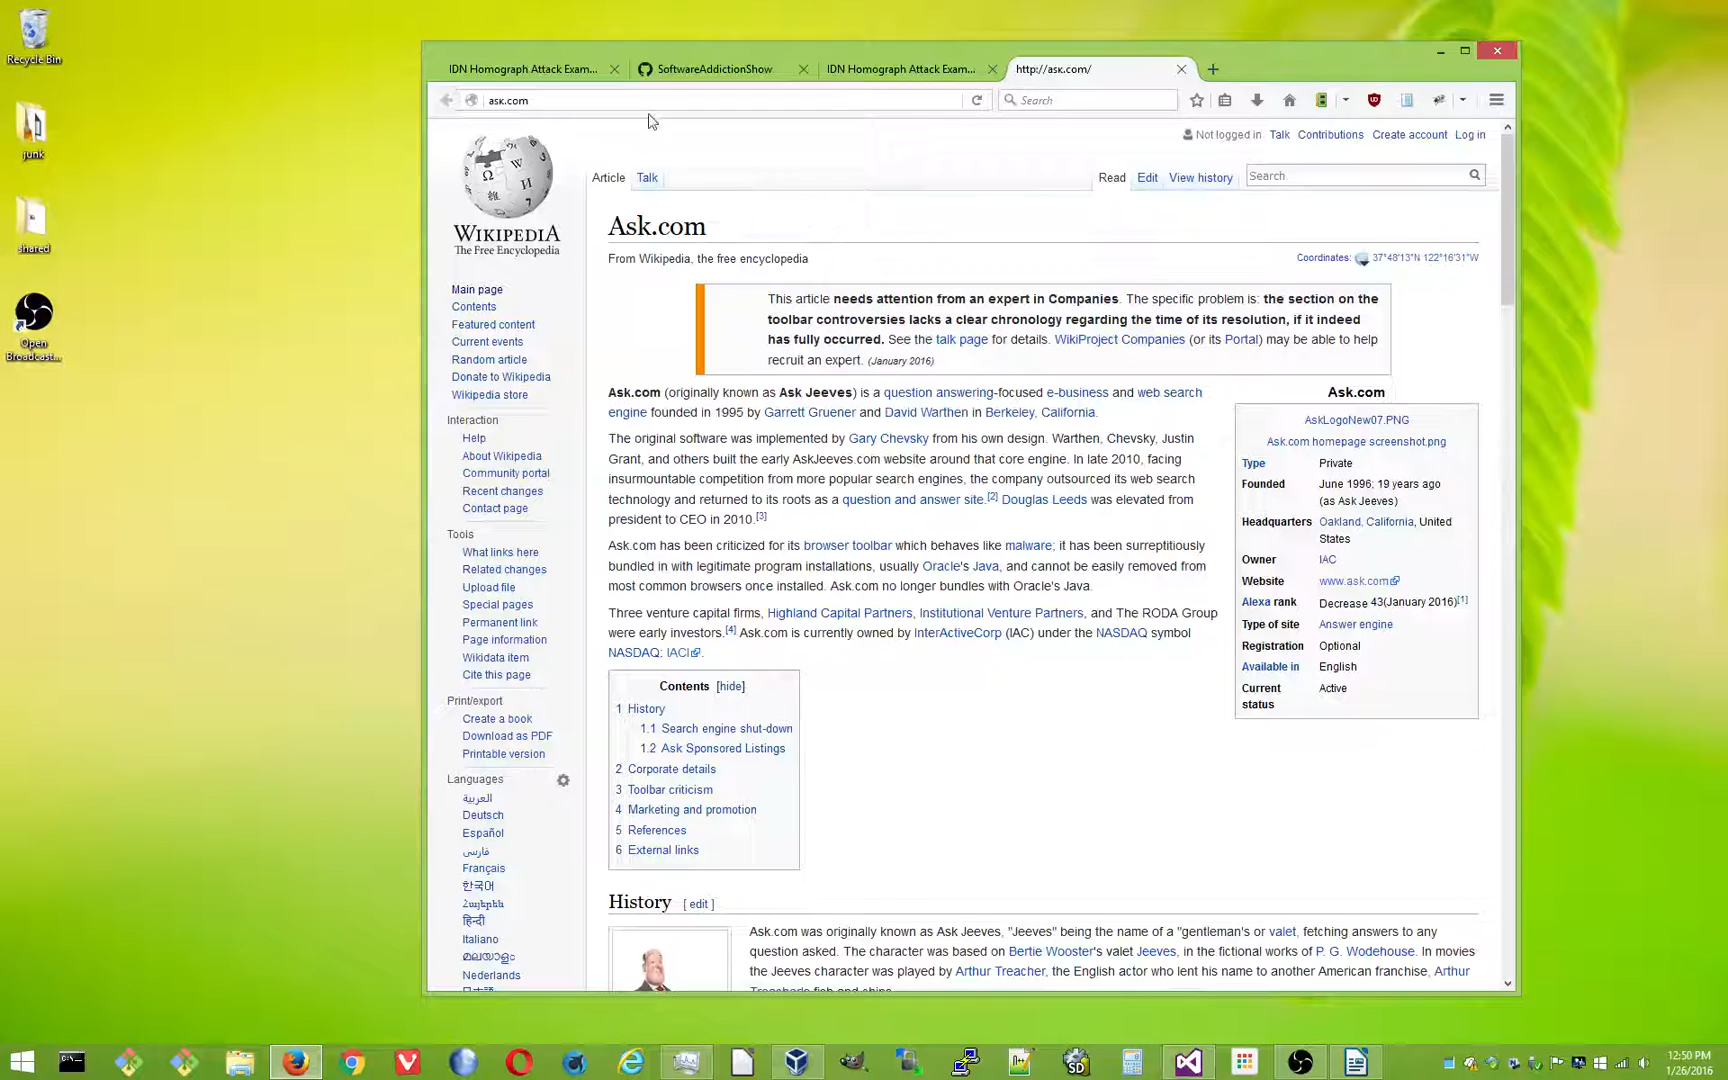 Recycle Bin
junk
shared
Open
Broadcast...
IDN Homograph Attack Exam...
SoftwareAddictionShow
IDN Homograph Attack Exam...
http://asĸ.com/
asĸ.com
Search
Not logged in Talk Contributions Create account Log in
Article Talk
Read Edit View history
Search
WIKIPEDIA
The Free Encyclopedia
Main page
Contents
Featured content
Current events
Random article
Donate to Wikipedia
Wikipedia store
Interaction
Help
About Wikipedia
Community portal
Recent changes
Contact page
Tools
What links here
Related changes
Upload file
Special pages
Permanent link
Page information
Wikidata item
Cite this page
Print/export
Create a book
Download as PDF
Printable version
Languages
العربية
Deutsch
Español
فارسی
Français
한국어
Հայերեն
हिन्दी
Italiano
മലയാളം
Nederlands
Ask.com
From Wikipedia, the free encyclopedia
Coordinates: 37°48′13″N 122°16′31″W
This article needs attention from an expert in Companies. The specific problem is: the section on the
toolbar controversies lacks a clear chronology regarding the time of its resolution, if it indeed
has fully occurred. See the talk page for details. WikiProject Companies (or its Portal) may be able to help
recruit an expert. (January 2016)
Ask.com (originally known as Ask Jeeves) is a question answering-focused e-business and web search
engine founded in 1995 by Garrett Gruener and David Warthen in Berkeley, California.
The original software was implemented by Gary Chevsky from his own design. Warthen, Chevsky, Justin
Grant, and others built the early AskJeeves.com website around that core engine. In late 2010, facing
insurmountable competition from more popular search engines, the company outsourced its web search
technology and returned to its roots as a question and answer site.[2] Douglas Leeds was elevated from
president to CEO in 2010.[3]
Ask.com has been criticized for its browser toolbar which behaves like malware; it has been surreptitiously
bundled in with legitimate program installations, usually Oracle's Java, and cannot be easily removed from
most common browsers once installed. Ask.com no longer bundles with Oracle's Java.
Three venture capital firms, Highland Capital Partners, Institutional Venture Partners, and The RODA Group
were early investors.[4] Ask.com is currently owned by InterActiveCorp (IAC) under the NASDAQ symbol
NASDAQ: IACI.
Ask.com
AskLogoNew07.PNG
Ask.com homepage screenshot.png
Type Private
Founded June 1996; 19 years ago
(as Ask Jeeves)
Headquarters Oakland, California, United
States
Owner IAC
Website www.ask.com
Alexa rank Decrease 43(January 2016)[1]
Type of site Answer engine
Registration Optional
Available in English
Current Active
status
Contents [hide]
1 History
1.1 Search engine shut-down
1.2 Ask Sponsored Listings
2 Corporate details
3 Toolbar criticism
4 Marketing and promotion
5 References
6 External links
History [ edit ]
Ask.com was originally known as Ask Jeeves, "Jeeves" being the name of a "gentleman's or valet, fetching answers to any
question asked. The character was based on Bertie Wooster's valet Jeeves, in the fictional works of P. G. Wodehouse. In movies
the Jeeves character was played by Arthur Treacher, the English actor who lent his name to another American franchise, Arthur
12:50 PM
1/26/2016